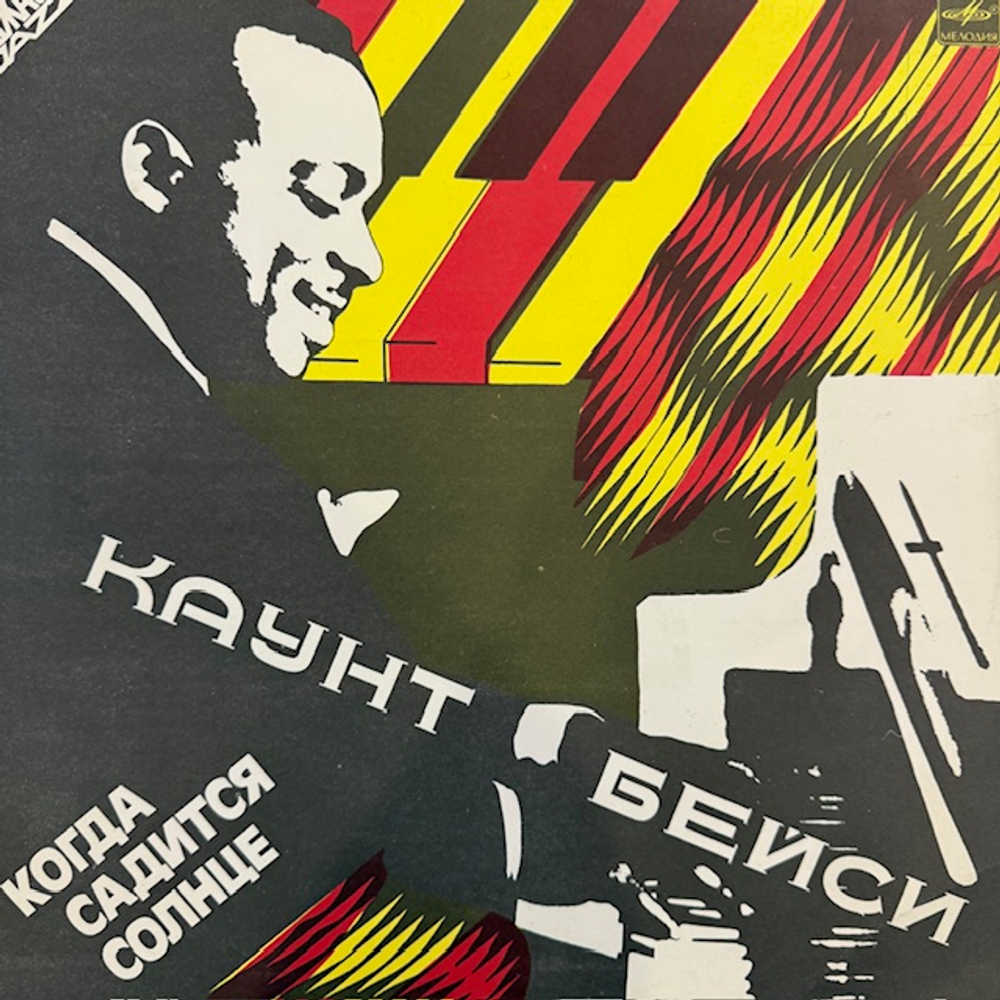 МЕЛОДИЯ
КАУНТ
БЕЙСИ
КОГДА
САДИТСЯ
СОЛНЦЕ